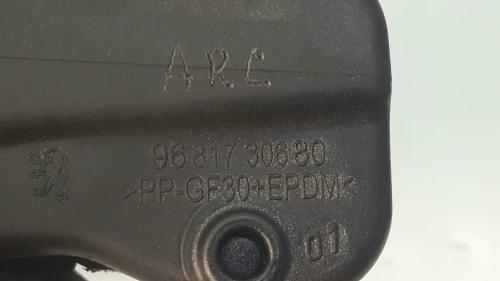 ARC
96 817 306 80
>PP-GF30+EPDM<
01